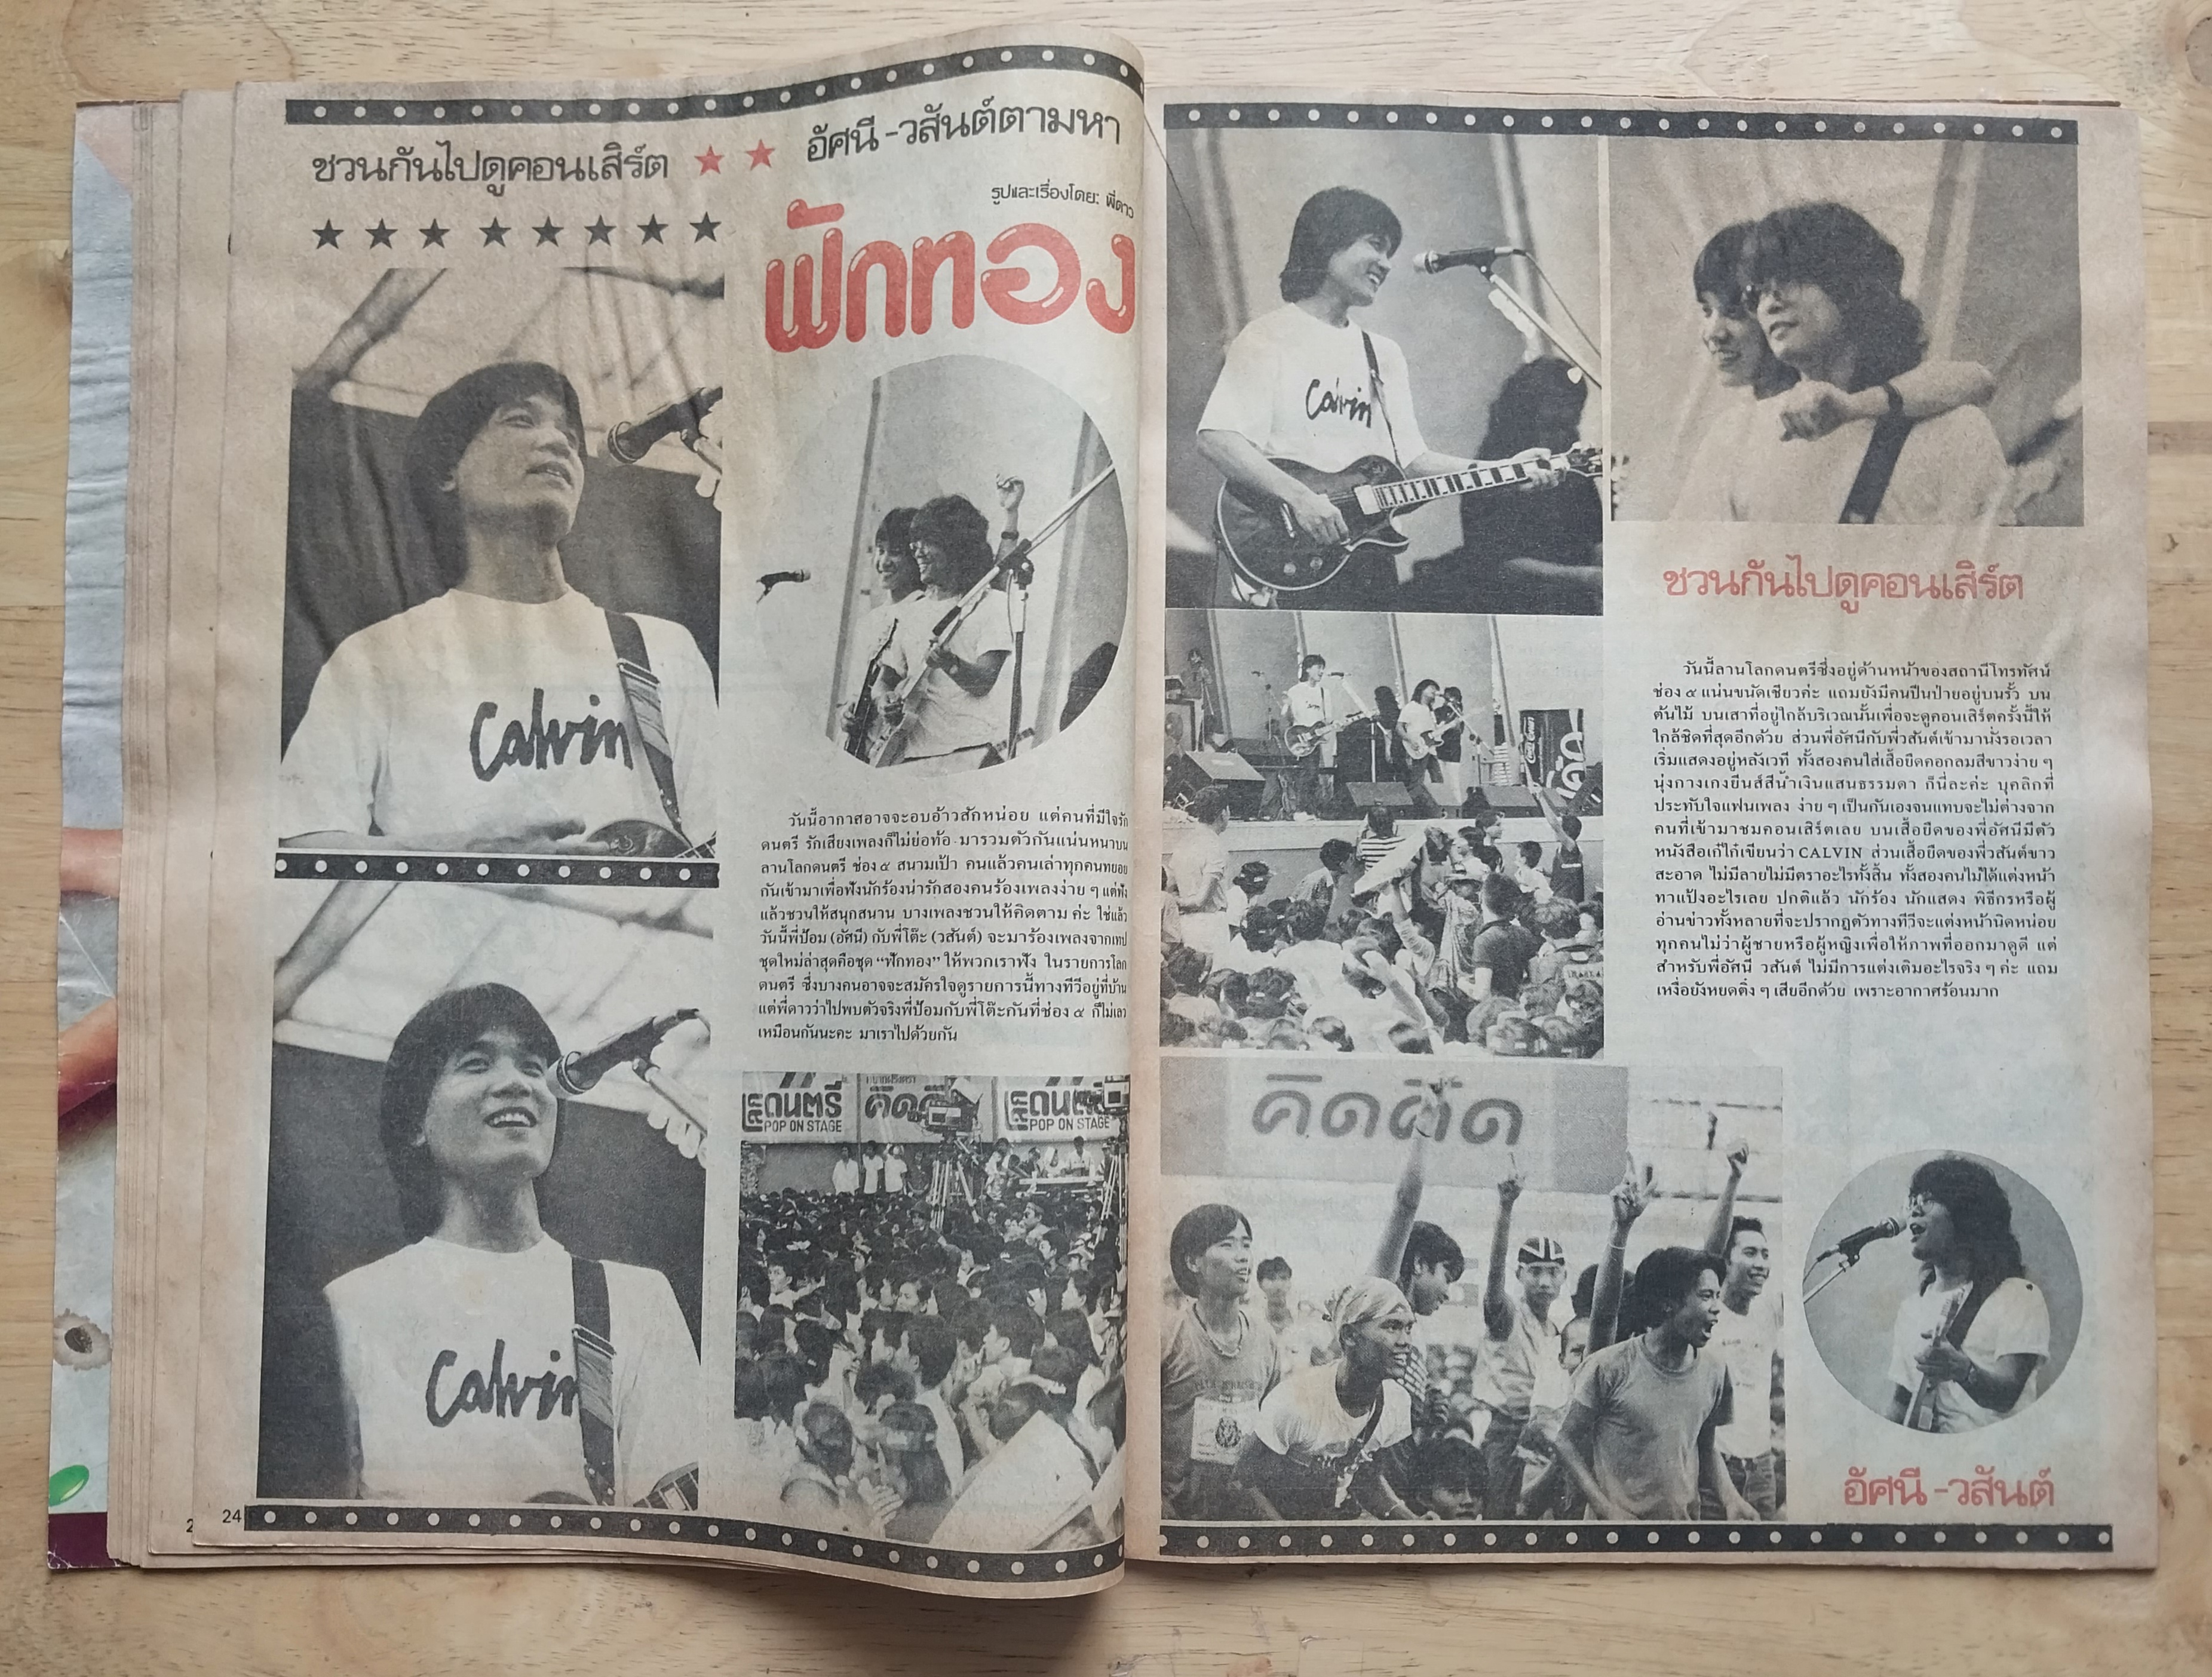 ชวนกันไปดูคอนเสิร์ต ★ ★ อัศนี-วสันต์ตามหา
รูปและเรื่องโดย: พี่ดาว
ฟักทอง
Calvin
วันนี้อากาศอาจจะอบอ้าวสักหน่อย แต่คนที่มีใจรัก
ดนตรี รักเสียงเพลงก็ไม่ย่อท้อ มารวมตัวกันแน่นหนาบน
ลานโลกดนตรี ช่อง ๕ สนามเป้า คนแล้วคนเล่าทุกคนทยอย
กันเข้ามาเพื่อฟังนักร้องน่ารักสองคนร้องเพลงง่าย ๆ แต่ฟัง
แล้วชวนให้สนุกสนาน บางเพลงชวนให้คิดตาม ค่ะ ใช่แล้ว
วันนี้พี่ป้อม (อัศนี) กับพี่โต๊ะ (วสันต์) จะมาร้องเพลงจากเทป
ชุดใหม่ล่าสุดคือชุด “ฟักทอง” ให้พวกเราฟัง ในรายการโลก
ดนตรี ซึ่งบางคนอาจจะสมัครใจดูรายการนี้ทางทีวีอยู่ที่บ้าน
แต่พี่ดาวว่าไปพบตัวจริงพี่ป้อมกับพี่โต๊ะกันที่ช่อง ๕ ก็ไม่เลว
เหมือนกันนะคะ มาเราไปด้วยกัน
Calvin
โลกดนตรี
POP ON STAGE
คิดคิด
โลกดนตรี
POP ON STAGE
24
Calvin
ชวนกันไปดูคอนเสิร์ต
วันนี้ลานโลกดนตรีซึ่งอยู่ด้านหน้าของสถานีโทรทัศน์
ช่อง ๕ แน่นขนัดเชียวค่ะ แถมยังมีคนปีนป่ายอยู่บนรั้ว บน
ต้นไม้ บนเสาที่อยู่ใกล้บริเวณนั้นเพื่อจะดูคอนเสิร์ตครั้งนี้ให้
ใกล้ชิดที่สุดอีกด้วย ส่วนพี่อัศนีกับพี่วสันต์เข้ามานั่งรอเวลา
เริ่มแสดงอยู่หลังเวที ทั้งสองคนใส่เสื้อยืดคอกลมสีขาวง่าย ๆ
นุ่งกางเกงยีนส์สีน้ำเงินแสนธรรมดา ก็นี่ละค่ะ บุคลิกที่
ประทับใจแฟนเพลง ง่าย ๆ เป็นกันเองจนแทบจะไม่ต่างจาก
คนที่เข้ามาชมคอนเสิร์ตเลย บนเสื้อยืดของพี่อัศนีมีตัว
หนังสือเก๋ไก๋เขียนว่า CALVIN ส่วนเสื้อยืดของพี่วสันต์ขาว
สะอาด ไม่มีลายไม่มีตราอะไรทั้งสิ้น ทั้งสองคนไม่ได้แต่งหน้า
ทาแป้งอะไรเลย ปกติแล้ว นักร้อง นักแสดง พิธีกรหรือผู้
อ่านข่าวทั้งหลายที่จะปรากฏตัวทางทีวีจะแต่งหน้านิดหน่อย
ทุกคนไม่ว่าผู้ชายหรือผู้หญิงเพื่อให้ภาพที่ออกมาดูดี แต่
สำหรับพี่อัศนี วสันต์ ไม่มีการแต่งเติมอะไรจริง ๆ ค่ะ แถม
เหงื่อยังหยดติ๋ง ๆ เสียอีกด้วย เพราะอากาศร้อนมาก
คิดคิด
อัศนี-วสันต์